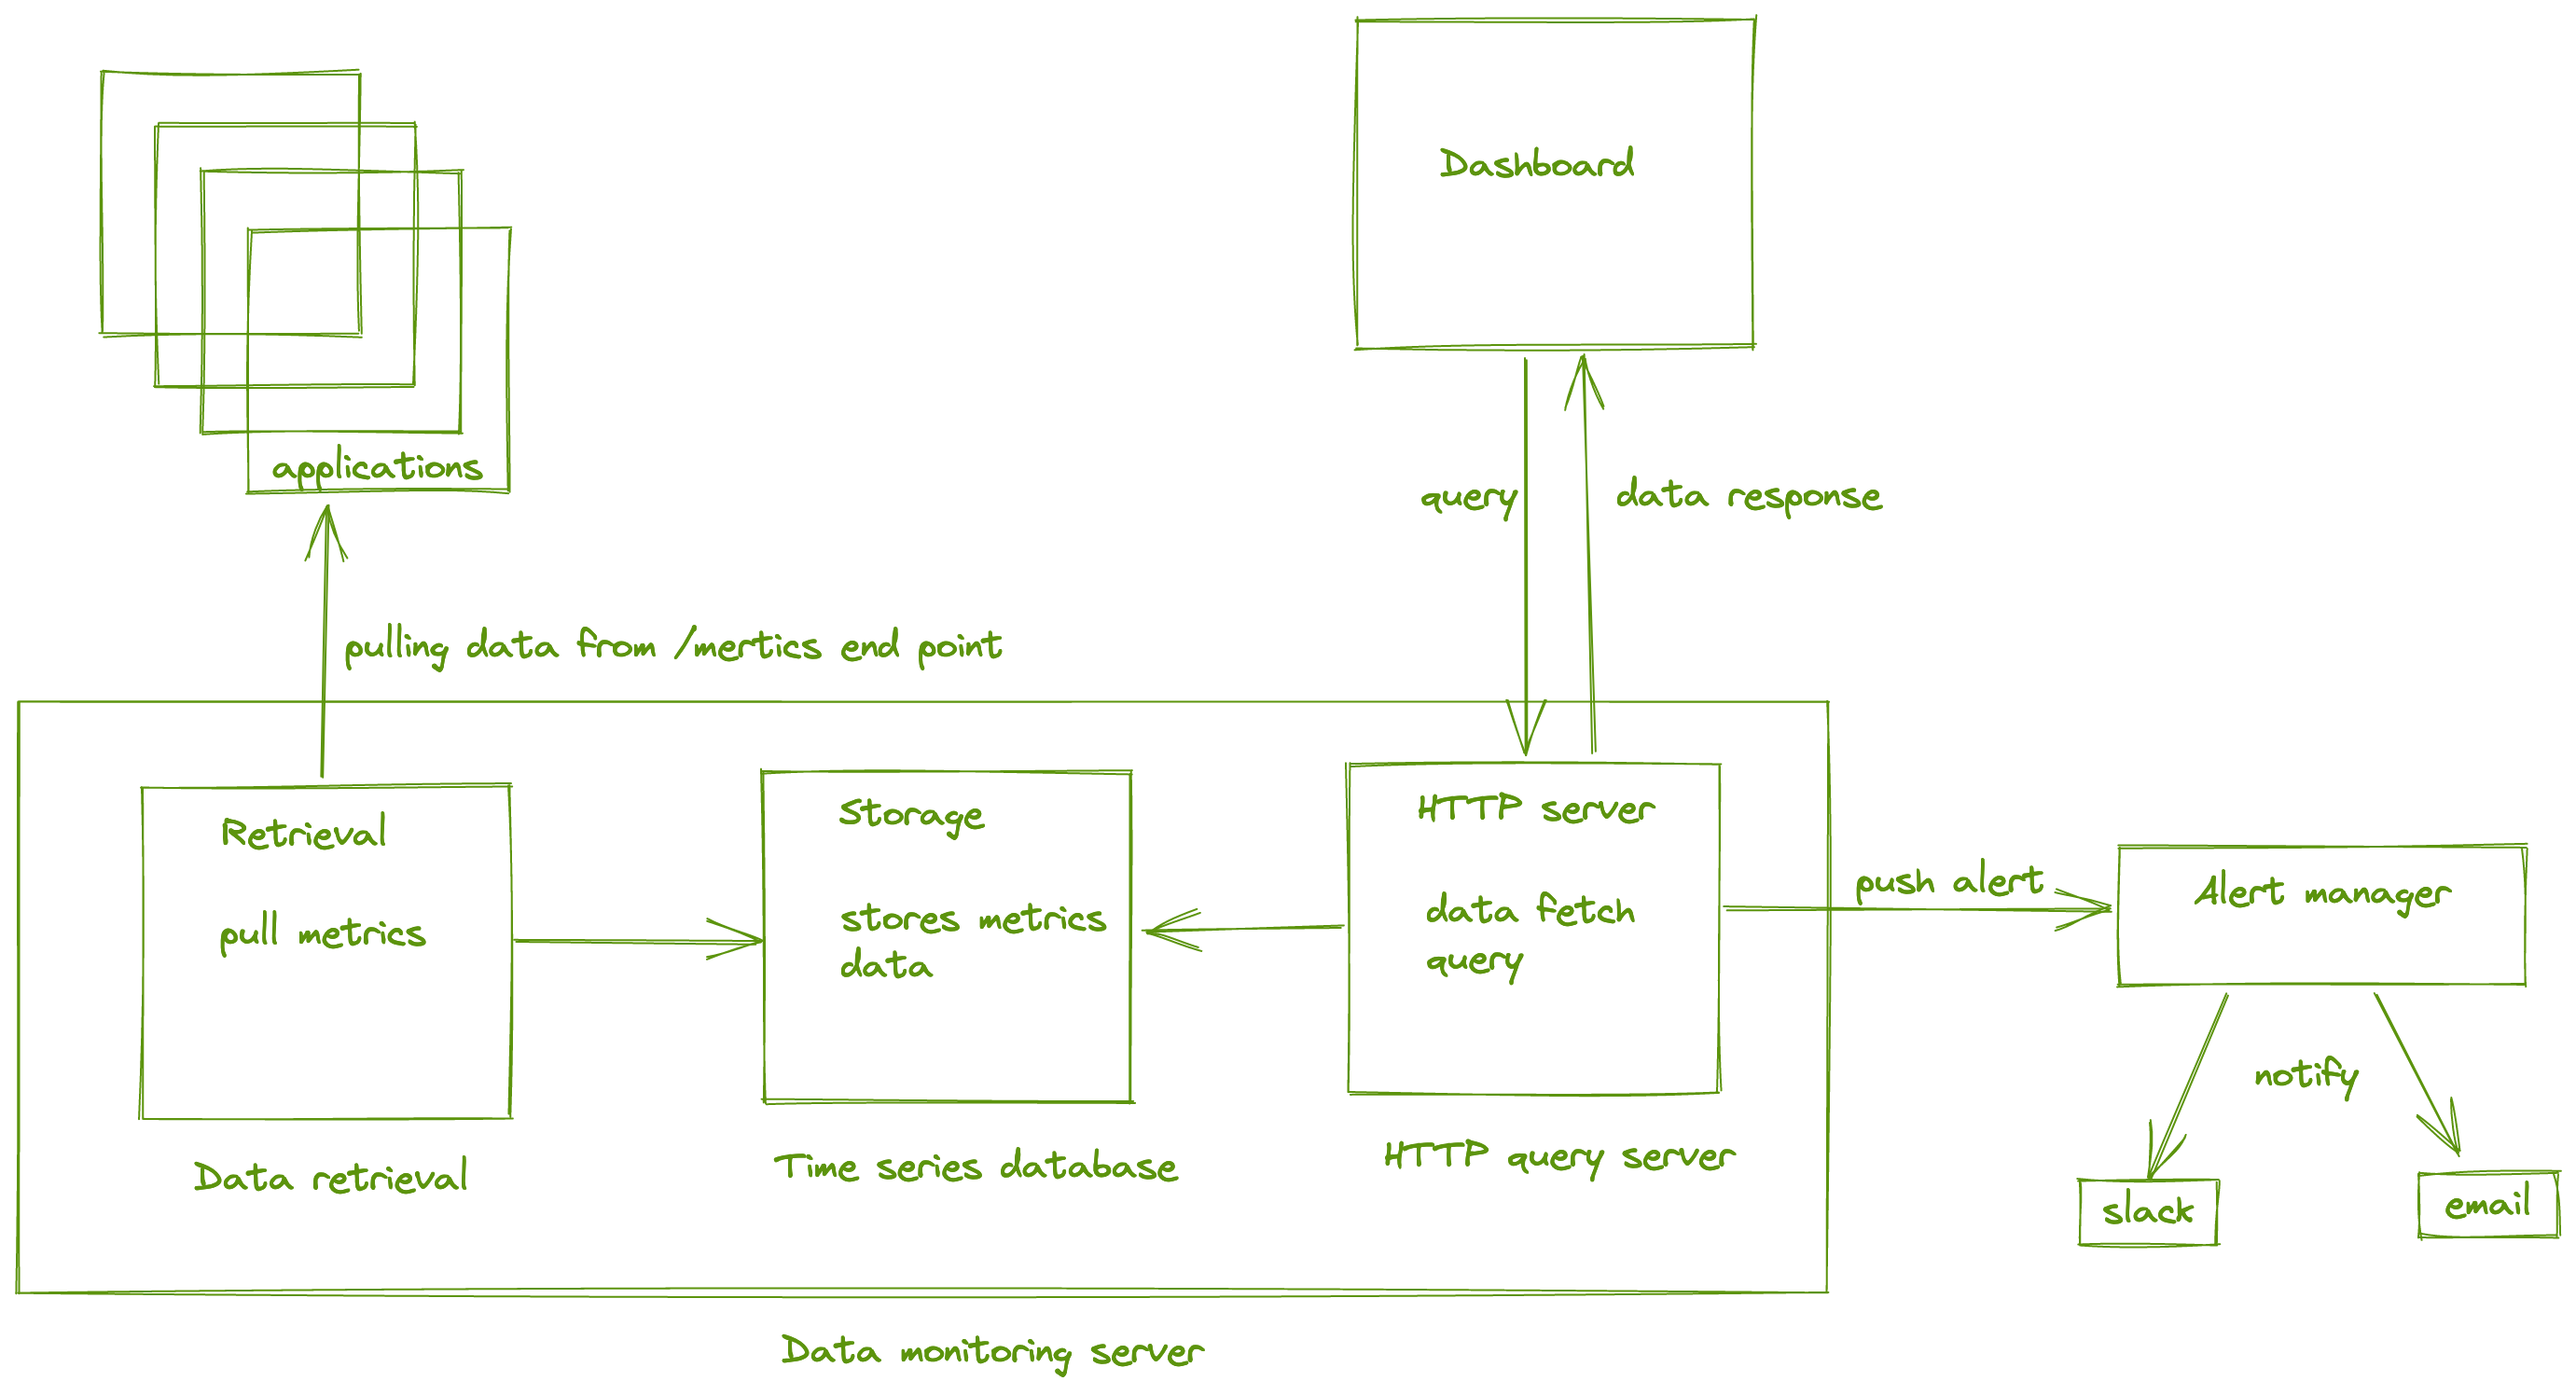 Dashboard
applications
query
data response
pulling data from /mertics end point
Retrieval
pull metrics
Storage
stores metrics
data
HTTP server
data fetch
query
push alert
Alert manager
notify
slack
email
Data retrieval
Time series database
HTTP query server
Data monitoring server